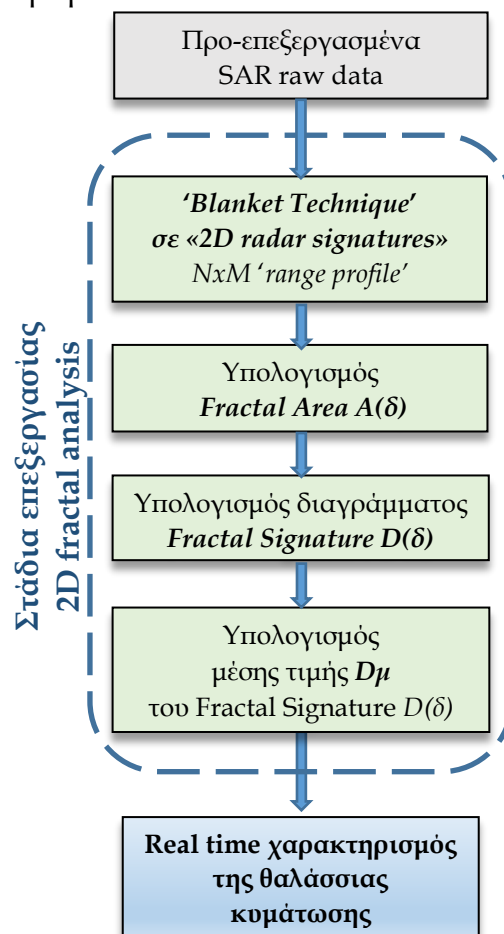 Προ-επεξεργασμένα
SAR raw data
‘Blanket Technique’
σε «2D radar signatures»
NxM ‘range profile’
Υπολογισμός
Fractal Area A(δ)
Υπολογισμός διαγράμματος
Fractal Signature D(δ)
Υπολογισμός
μέσης τιμής Dμ
του Fractal Signature D(δ)
Στάδια επεξεργασίας
2D fractal analysis
Real time χαρακτηρισμός
της θαλάσσιας
κυμάτωσης